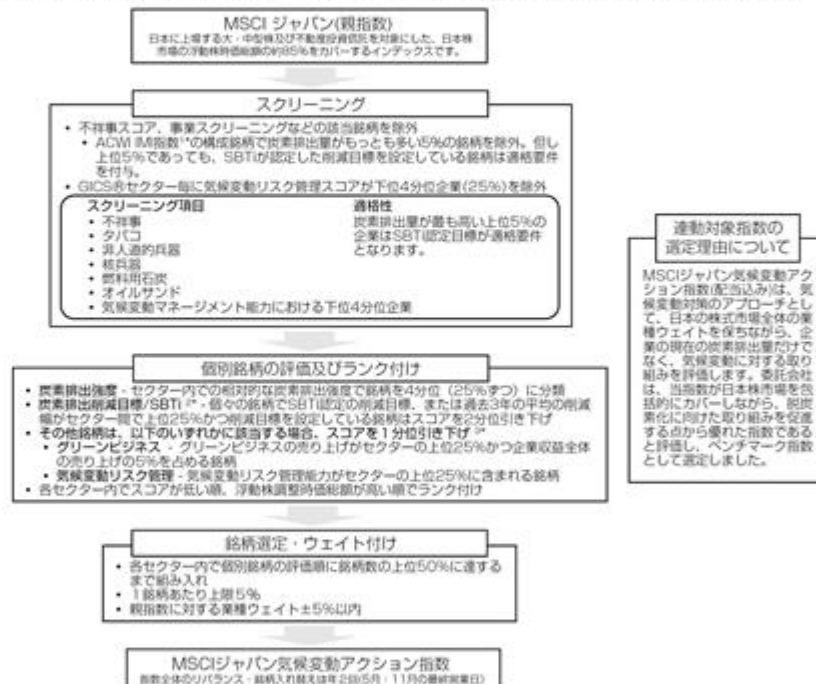 MSCI ジャパン(親指数)
日本に上場する大・中型株及び不動産投資信託を対象にした、日本株
市場の浮動株時価総額の約85%をカバーするインデックスです。
スクリーニング
• 不祥事スコア、事業スクリーニングなどの該当銘柄を除外
• ACWI IMI指数の構成銘柄で炭素排出量がもっとも多い5%の銘柄を除外。但し
上位5%であっても、SBTiが認定した削減目標を設定している銘柄は適格要件
を付与。
• GICS®セクター毎に気候変動リスク管理スコアが下位4分位企業(25%)を除外
スクリーニング項目
• 不祥事
• タバコ
• 非人道的兵器
• 核兵器
• 燃料用石炭
• オイルサンド
• 気候変動マネージメント能力における下位4分位企業
適格性
炭素排出量が最も高い上位5%の
企業はSBTi認定目標が適格要件
となります。
個別銘柄の評価及びランク付け
• 炭素排出強度 - セクター内での相対的な炭素排出強度で銘柄を4分位(25%ずつ)に分類
• 炭素排出削減目標/SBTi - 個々の銘柄でSBTi認定の削減目標、または過去3年の平均の削減
幅がセクター間で上位25%かつ削減目標を設定している銘柄はスコアを2分位引き下げ
• その他銘柄は、以下のいずれかに該当する場合、スコアを1分位引き下げ
• グリーンビジネス - グリーンビジネスの売り上げがセクターの上位25%かつ企業収益全体
の売り上げの5%を占める銘柄
• 気候変動リスク管理 - 気候変動リスク管理能力がセクターの上位25%に含まれる銘柄
• 各セクター内でスコアが低い順、浮動株調整時価総額が高い順でランク付け
銘柄選定・ウェイト付け
• 各セクター内で個別銘柄の評価順に銘柄数の上位50%に達する
まで組み入れ
• 1銘柄あたり上限5%
• 親指数に対する業種ウェイト±5%以内
MSCIジャパン気候変動アクション指数
指数全体のリバランス・銘柄入れ替えは年2回(5月・11月の最終営業日)
連動対象指数の
選定理由について
MSCIジャパン気候変動アク
ション指数(配当込み)は、気
候変動対策のアプローチとし
て、日本の株式市場全体の業
種ウェイトを保ちながら、企
業の現在の炭素排出量だけで
なく、気候変動に対する取り
組みを評価します。委託会社
は、当指数が日本株市場を包
括的にカバーしながら、脱炭
素化に向けた取り組みを促進
する点から優れた指数である
と評価し、ベンチマーク指数
として選定しました。